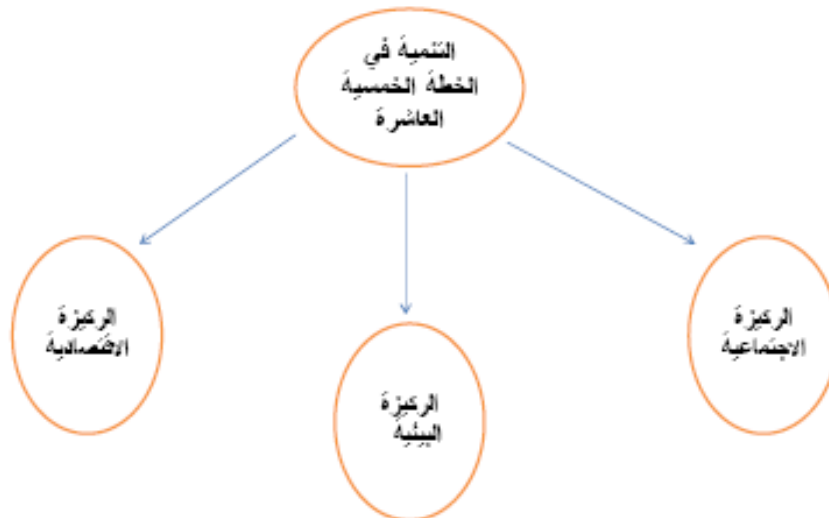 التنمية في
الخطة الخمسية
العاشرة
الركيزة
الاجتماعية
الركيزة
البيئية
الركيزة
الاقتصادية